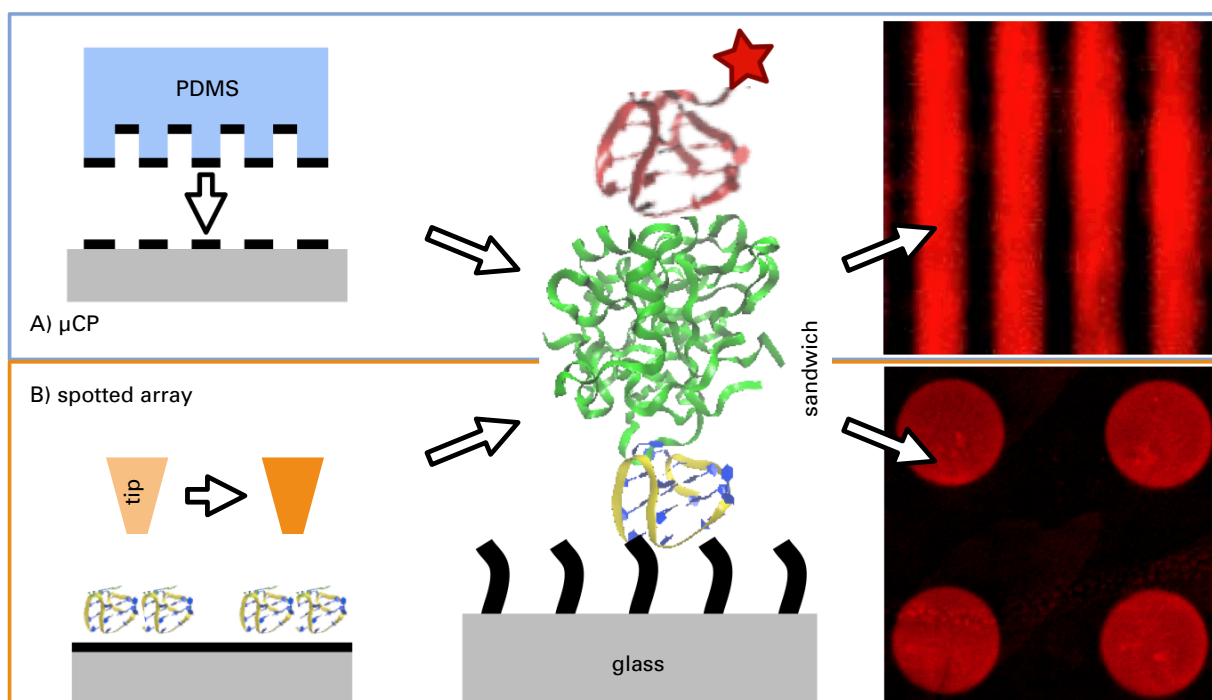 PDMS
A) µCP
B) spotted array
tip
sandwich
glass